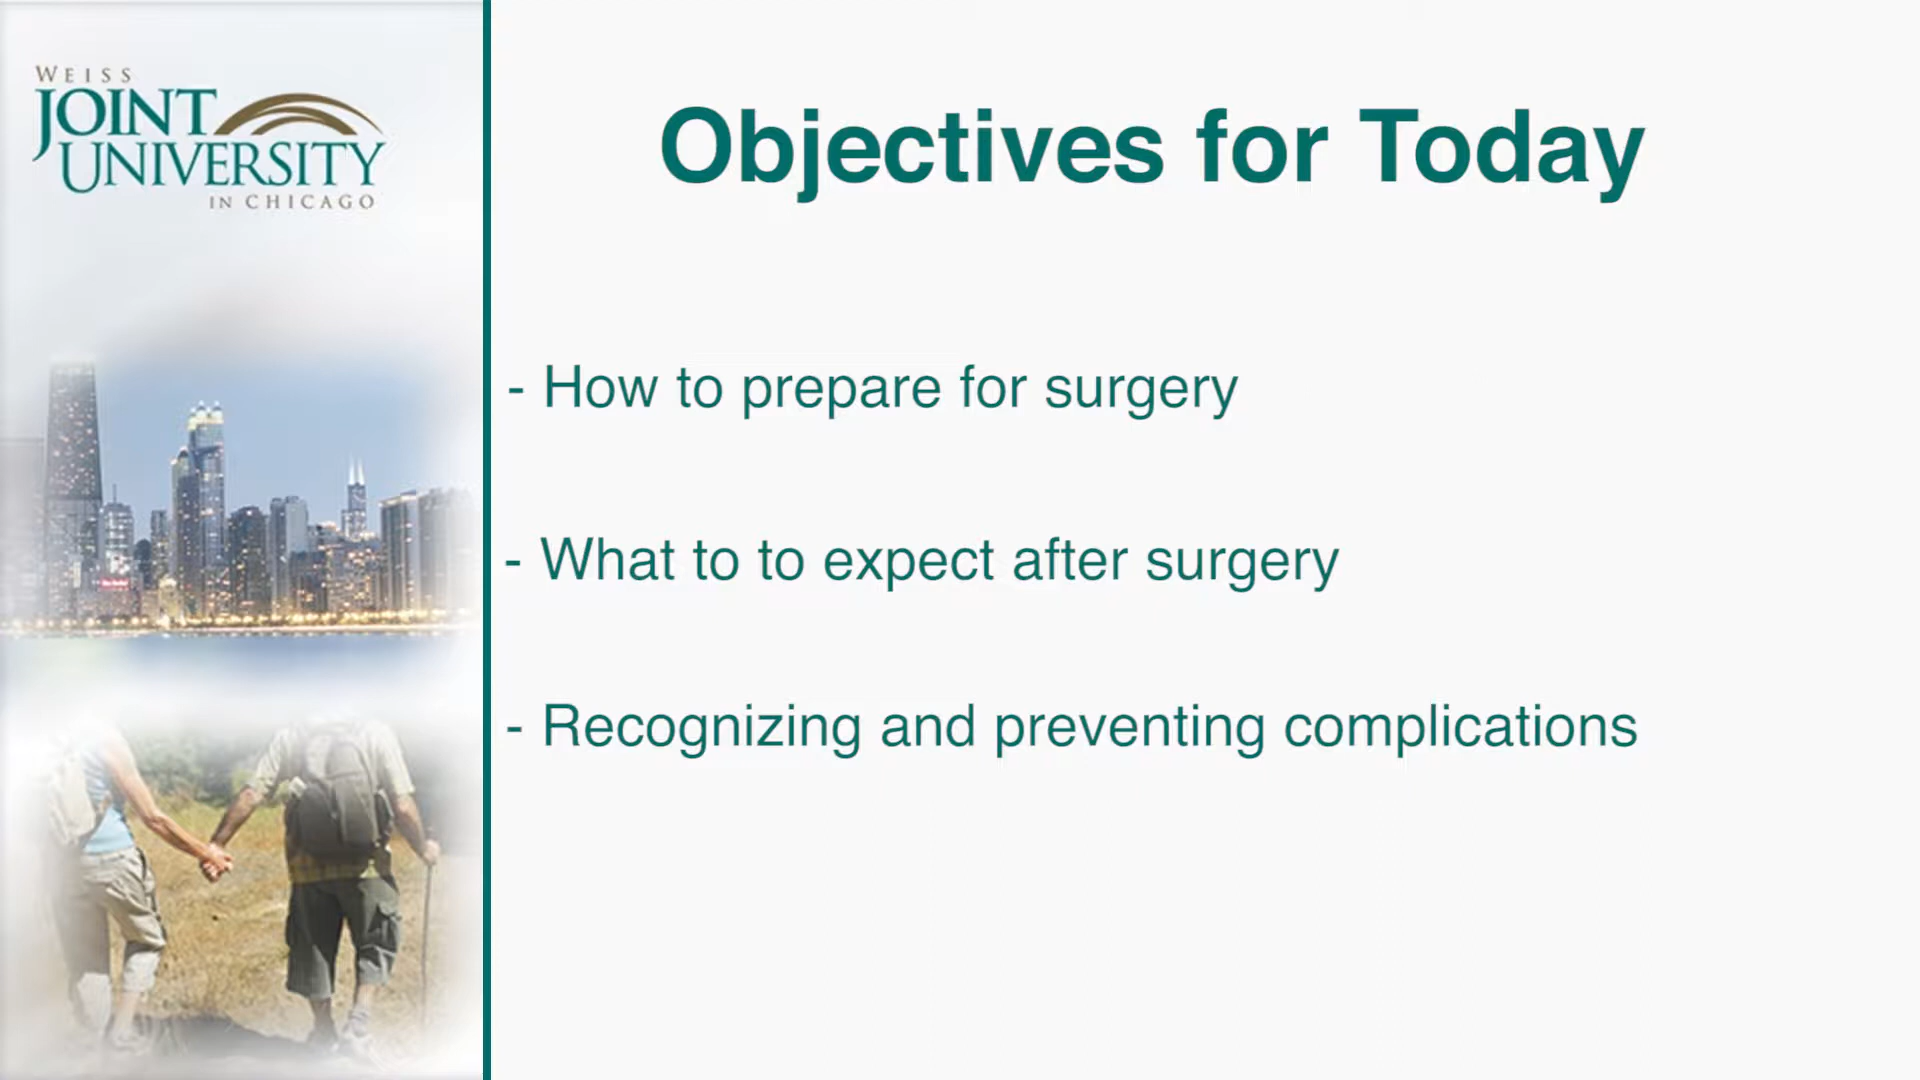 WEISS
JOINT
UNIVERSITY
IN CHICAGO
Objectives for Today
- How to prepare for surgery
- What to to expect after surgery
- Recognizing and preventing complications